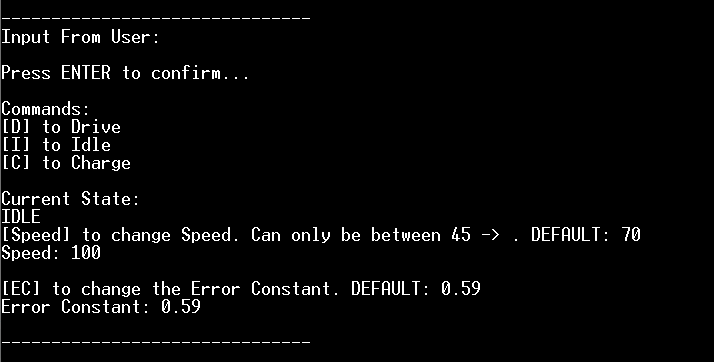 -------------------------------
Input From User:
Press ENTER to confirm...
Commands:
[D] to Drive
[I] to Idle
[C] to Charge
Current State:
IDLE
[Speed] to change Speed. Can only be between 45 -> . DEFAULT: 70
Speed: 100
[EC] to change the Error Constant. DEFAULT: 0.59
Error Constant: 0.59
-------------------------------